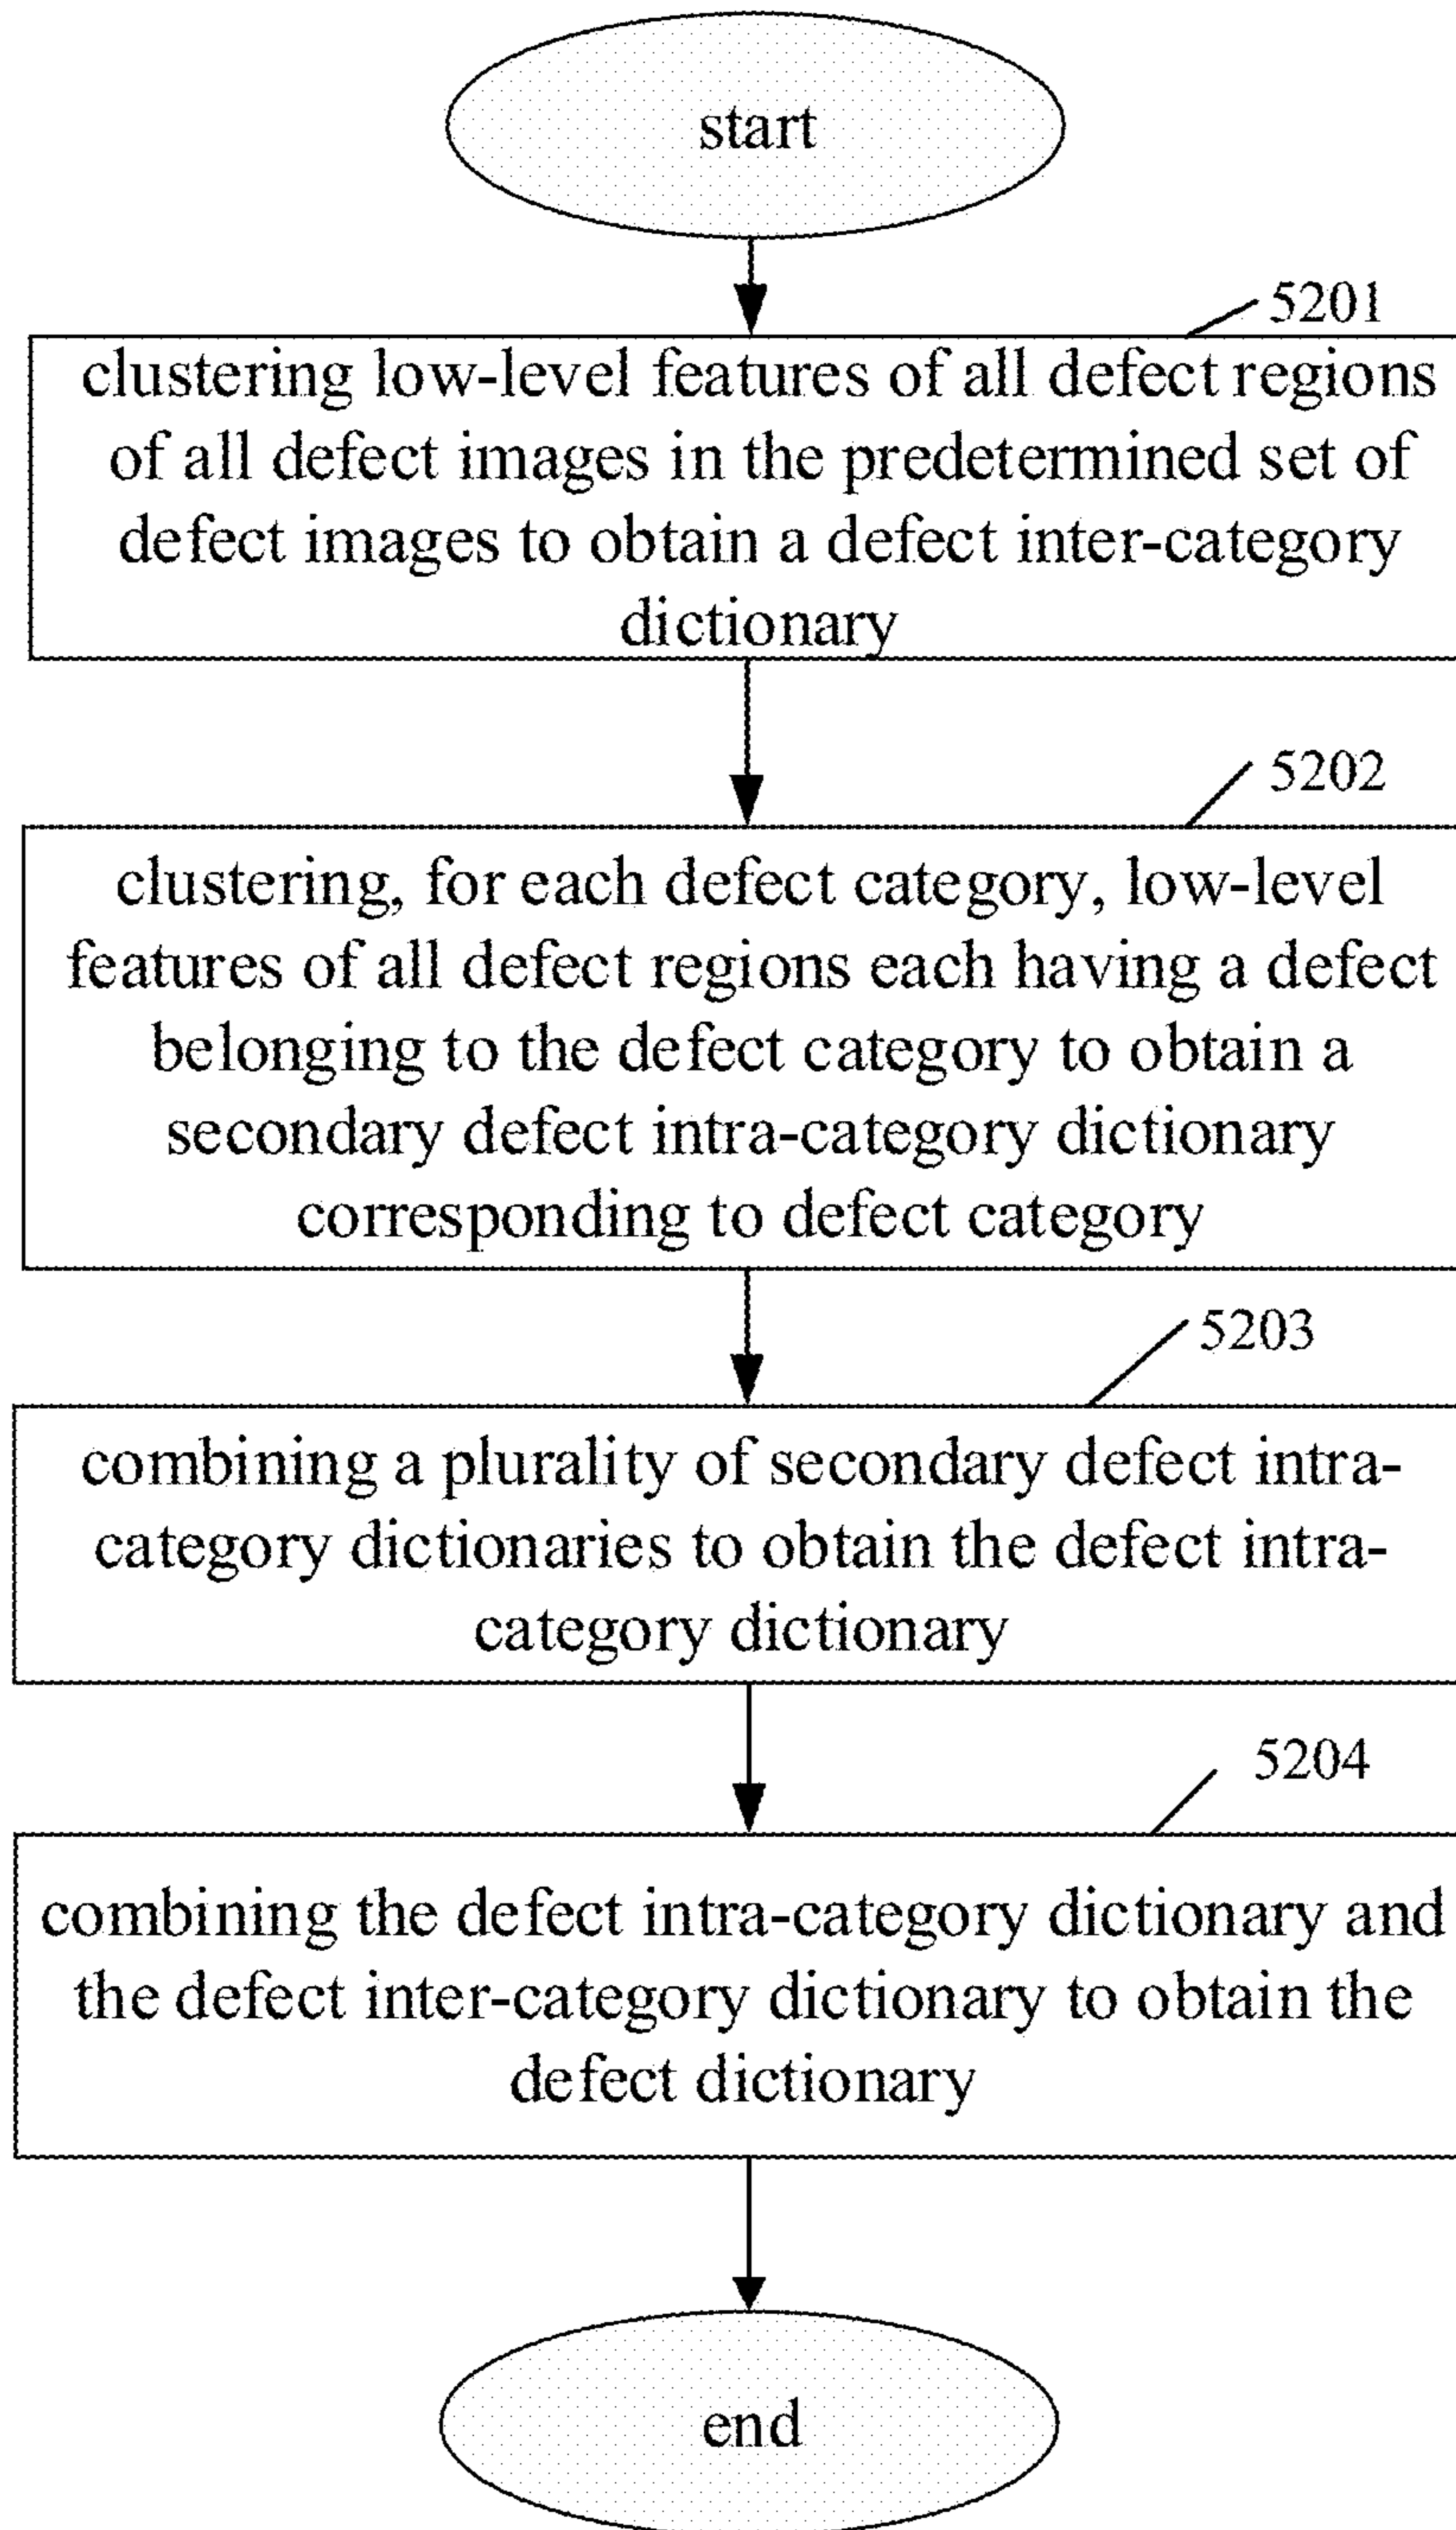 start
5201
clustering low-level features of all defect regions
of all defect images in the predetermined set of
defect images to obtain a defect inter-category
dictionary
5202
clustering, for each defect category, low-level
features of all defect regions each having a defect
belonging to the defect category to obtain a
secondary defect intra-category dictionary
corresponding to defect category
5203
combining a plurality of secondary defect intra-
category dictionaries to obtain the defect intra-
category dictionary
5204
combining the defect intra-category dictionary and
the defect inter-category dictionary to obtain the
defect dictionary
end